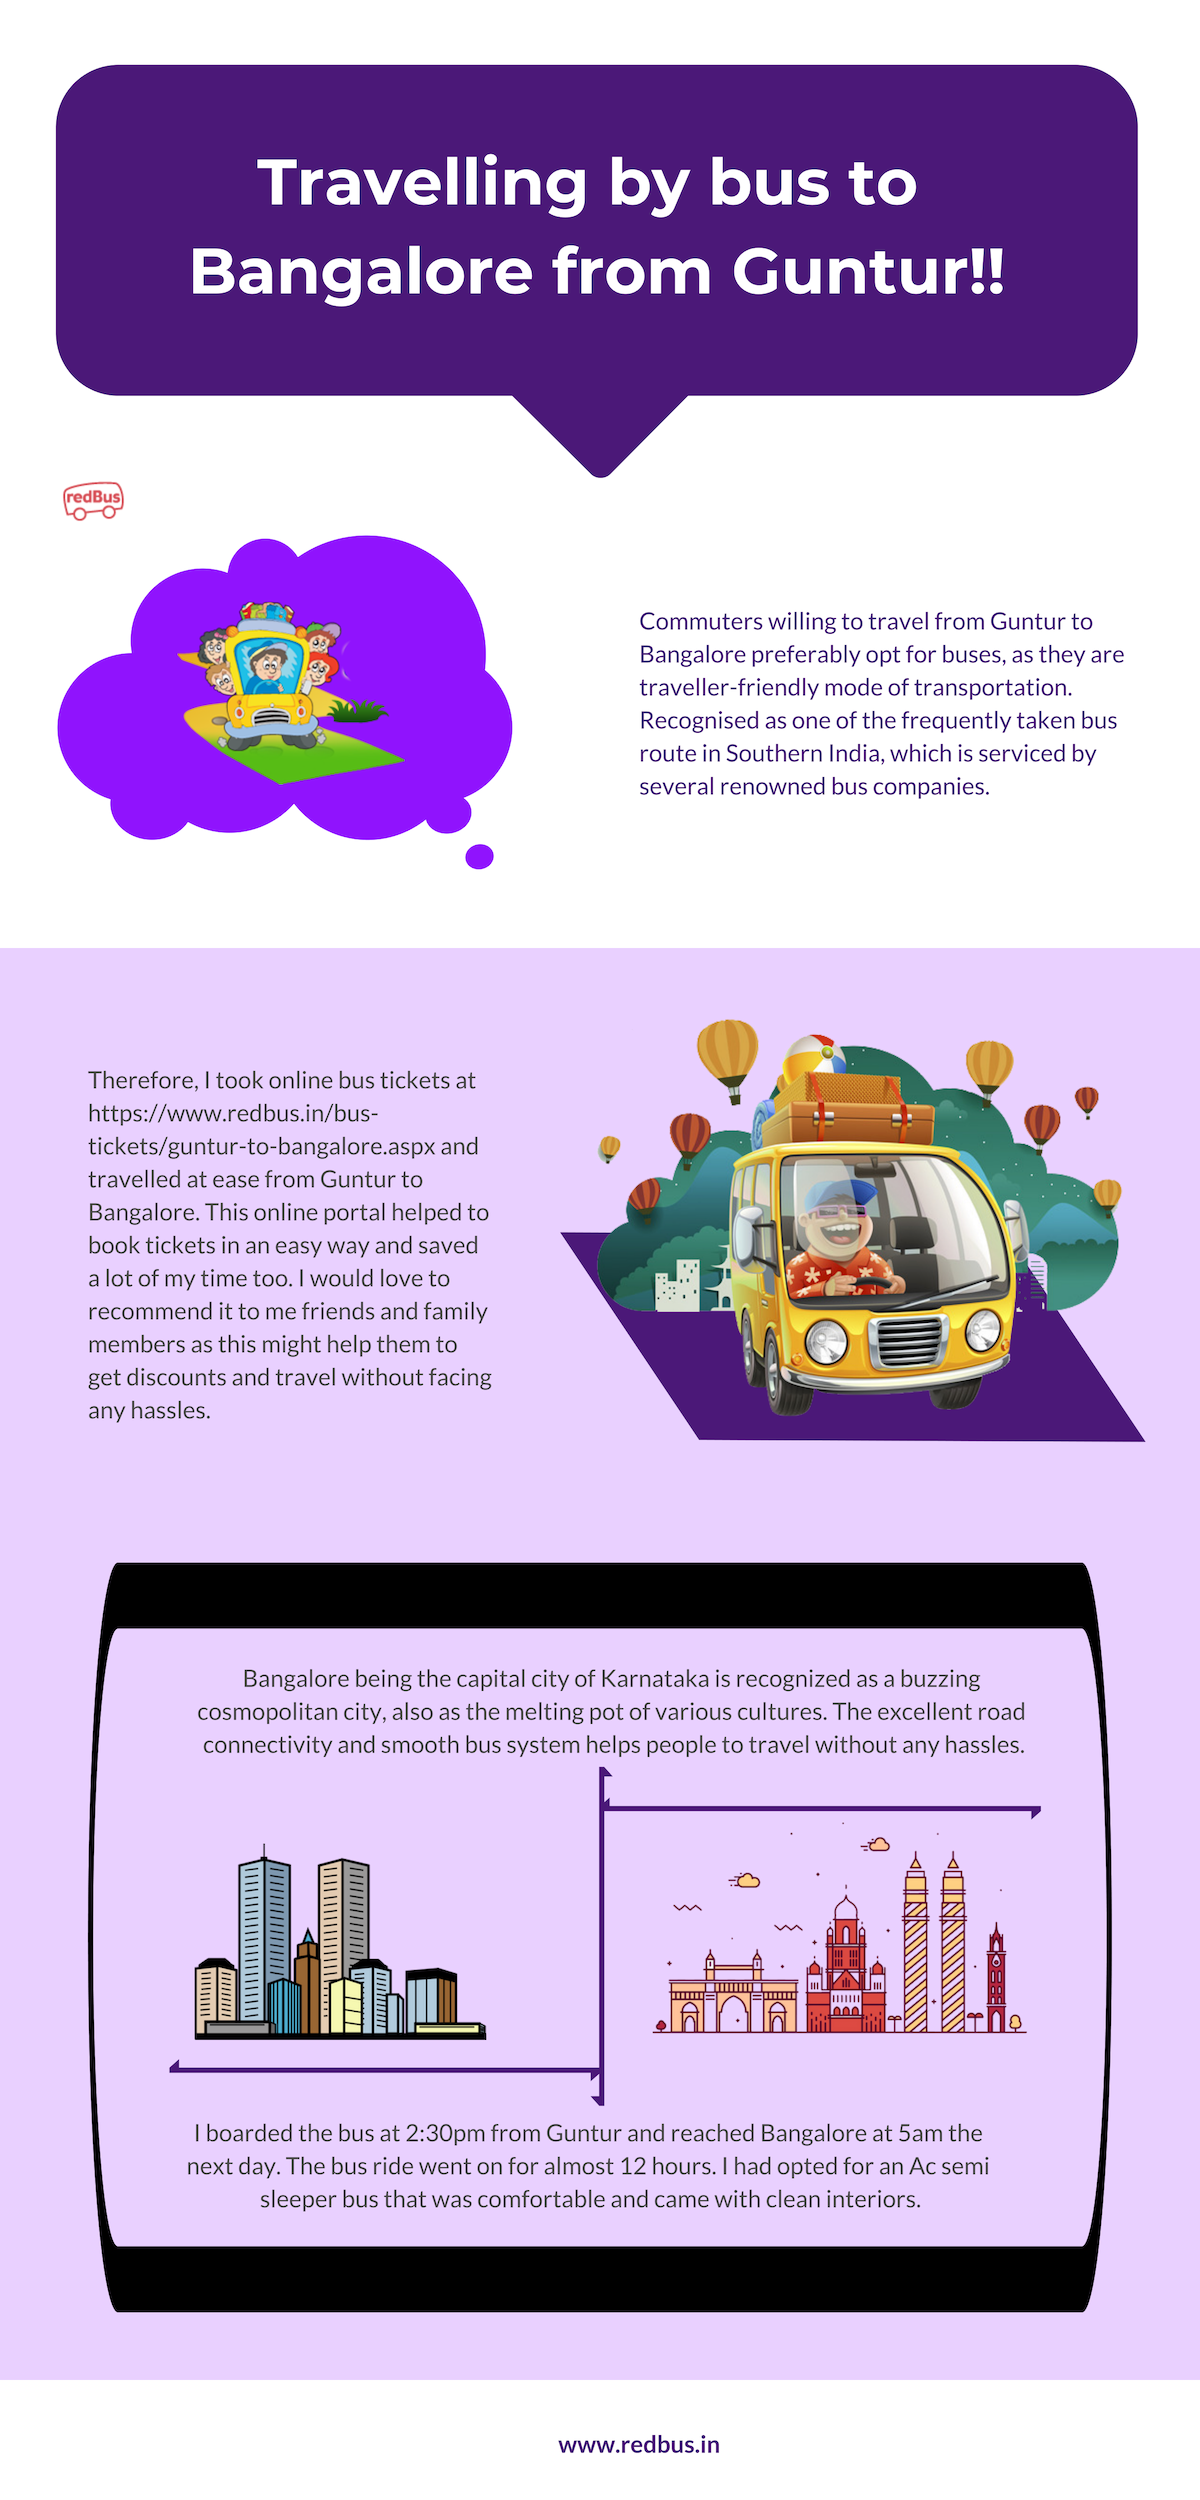 Travelling by bus to
Bangalore from Guntur!!
redBus
Commuters willing to travel from Guntur to
Bangalore preferably opt for buses, as they are
traveller-friendly mode of transportation.
Recognised as one of the frequently taken bus
route in Southern India, which is serviced by
several renowned bus companies.
Therefore, I took online bus tickets at
https://www.redbus.in/bus-
tickets/guntur-to-bangalore.aspx and
travelled at ease from Guntur to
Bangalore. This online portal helped to
book tickets in an easy way and saved
a lot of my time too. I would love to
recommend it to me friends and family
members as this might help them to
get discounts and travel without facing
any hassles.
Bangalore being the capital city of Karnataka is recognized as a buzzing
cosmopolitan city, also as the melting pot of various cultures. The excellent road
connectivity and smooth bus system helps people to travel without any hassles.
I boarded the bus at 2:30pm from Guntur and reached Bangalore at 5am the
next day. The bus ride went on for almost 12 hours. I had opted for an Ac semi
sleeper bus that was comfortable and came with clean interiors.
www.redbus.in